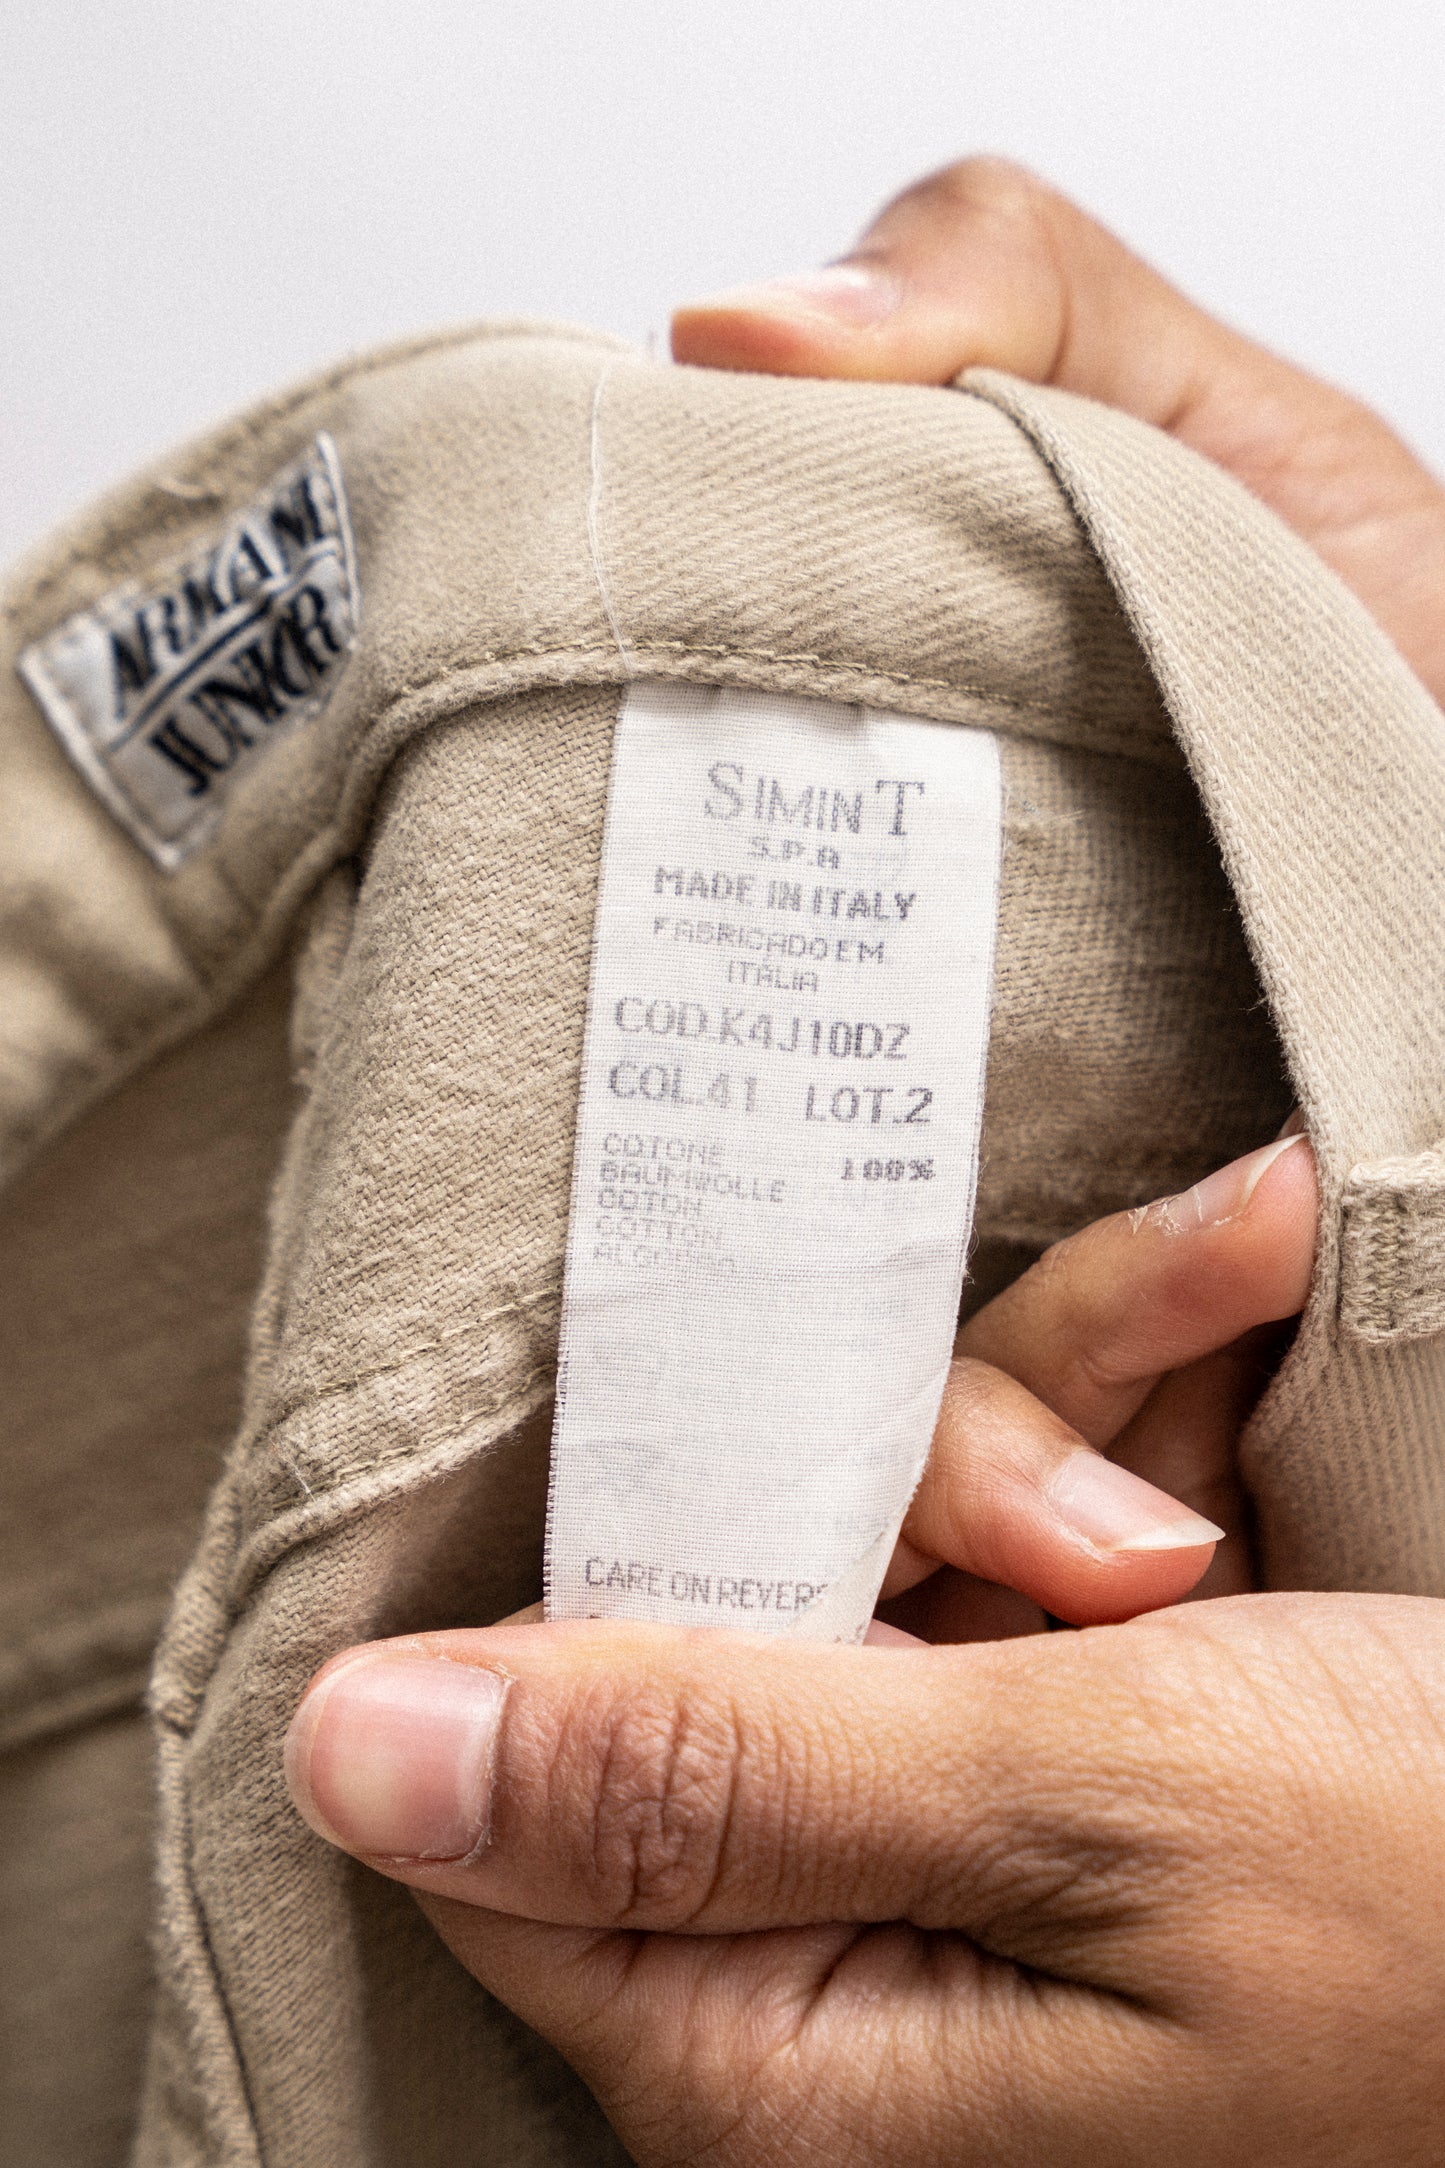 ARMANI
JUNIOR
SIMINT
S.P.A
MADE IN ITALY
FABRICADO EM
ITALIA
COD.K4J10DZ
COL.41 LOT.2
COTONE 100%
BAUMWOLLE
COTON
COTTON
ALGODAO
CARE ON REVERS